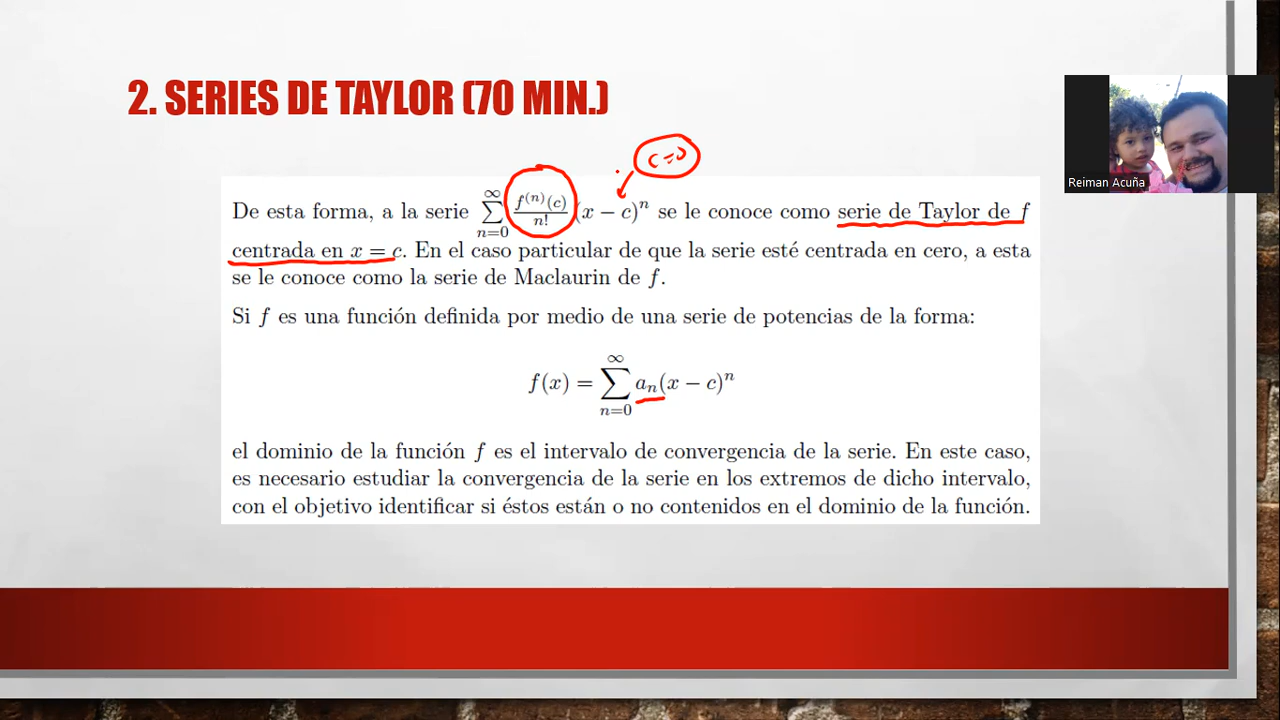 2. SERIES DE TAYLOR (70 MIN.)
c=0
De esta forma, a la serie ∑_{n=0}^{∞} \frac{f^{(n)}(c)}{n!}(x − c)^n se le conoce como serie de Taylor de f
centrada en x = c. En el caso particular de que la serie esté centrada en cero, a esta
se le conoce como la serie de Maclaurin de f.
Si f es una función definida por medio de una serie de potencias de la forma:
f(x) = ∑_{n=0}^{∞} a_n(x − c)^n
el dominio de la función f es el intervalo de convergencia de la serie. En este caso,
es necesario estudiar la convergencia de la serie en los extremos de dicho intervalo,
con el objetivo identificar si éstos están o no contenidos en el dominio de la función.
Reiman Acuña